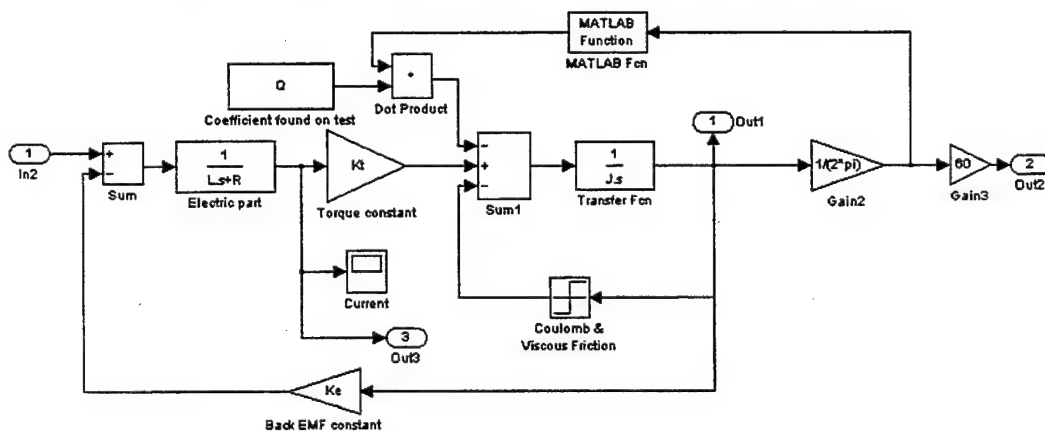 MATLAB
Function
MATLAB Fcn
Q
Coefficient found on test
Dot Product
1
In2
+
−
Sum
1
L.s+R
Electric part
Kt
Torque constant
−
+
−
Sum1
1
J.s
Transfer Fcn
1
Out1
1/(2*pi)
Gain2
60
Gain3
2
Out2
Current
3
Out3
Coulomb &
Viscous Friction
Ke
Back EMF constant